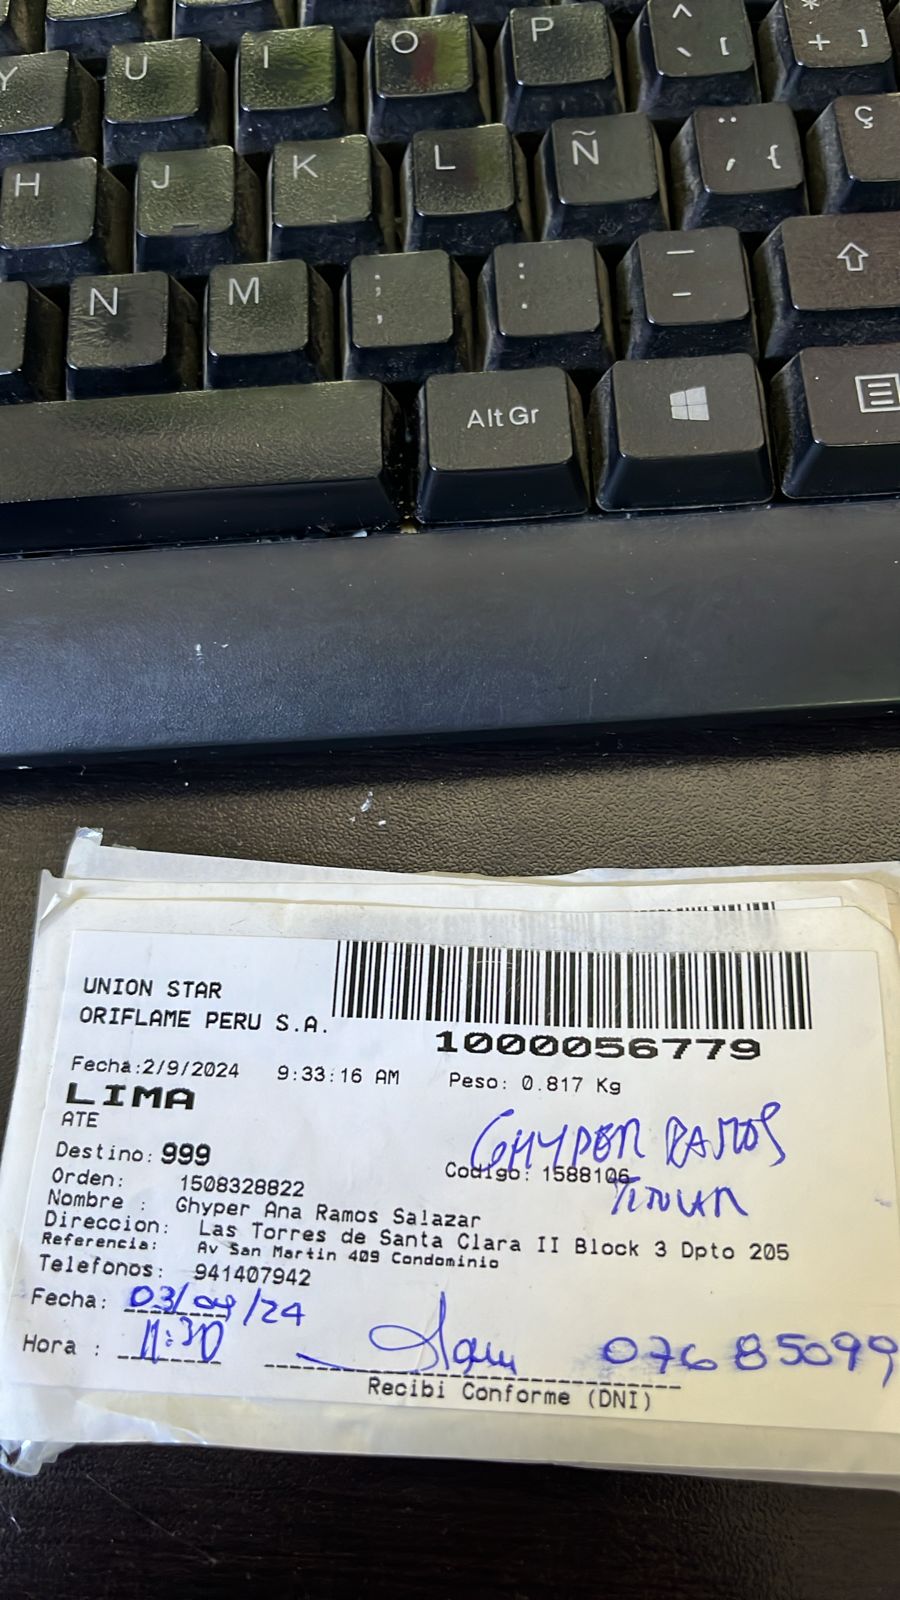 Y U I O P ^ ` [ * + ]
H J K L Ñ ¨ ´ { Ç
N M ; : _ -
Alt Gr
UNION STAR
ORIFLAME PERU S.A.
1000056779
Fecha:2/9/2024 9:33:16 AM Peso: 0.817 Kg
LIMA
ATE
GHYPER RAMOS
Destino: 999
Codigo: 1588106
Orden: 1508328822
TITULAR
Nombre : Ghyper Ana Ramos Salazar
Direccion: Las Torres de Santa Clara II Block 3 Dpto 205
Referencia: Av San Martin 409 Condominio
Telefonos: 941407942
Fecha: 03/09/24
Hora : 11:30
07685099
Recibi Conforme (DNI)